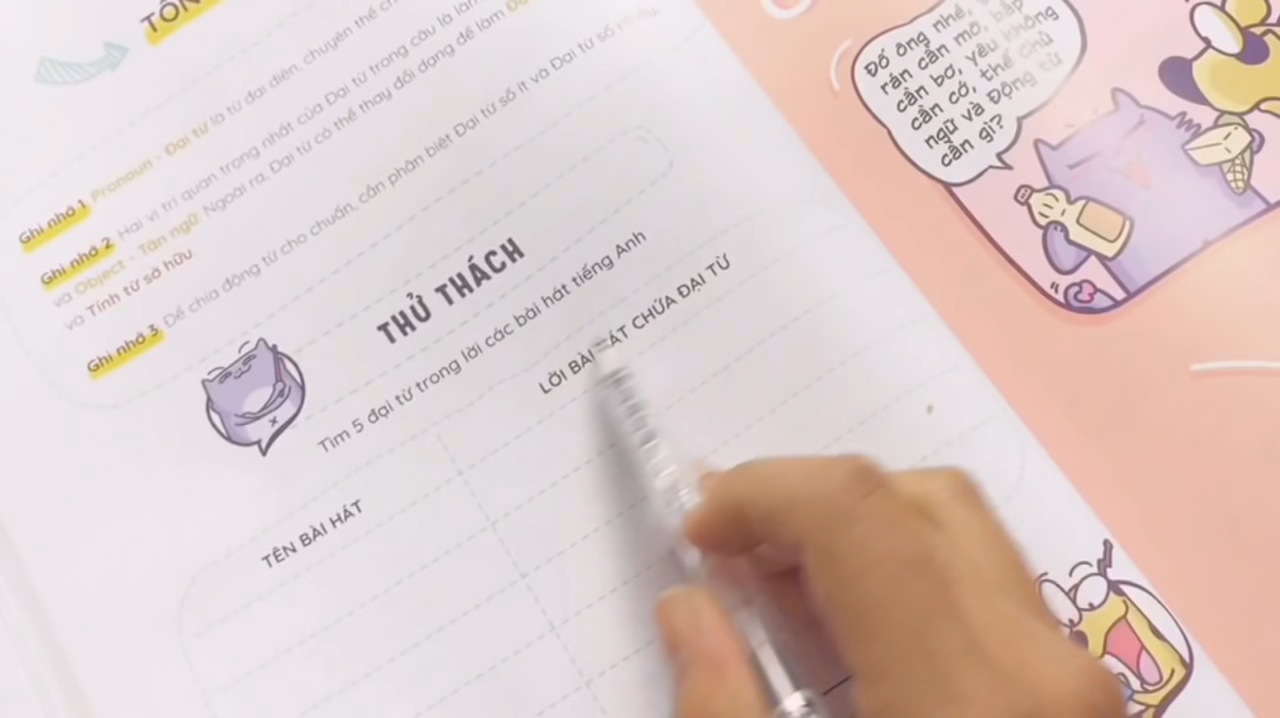 TỔN
Ghi nhớ 1 Pronoun - Đại từ là từ đại diện, chuyên thế ch
Ghi nhớ 2 Hai vị trí quan trọng nhất của Đại từ trong câu là làm
và Object - Tân ngữ. Ngoài ra, Đại từ có thể thay đổi dạng để làm
và Tính từ sở hữu
Ghi nhớ 3 Để chia động từ cho chuẩn, cần phân biệt Đại từ số ít và Đại từ số nhiều.
THỬ THÁCH
Tìm 5 đại từ trong lời các bài hát tiếng Anh
TÊN BÀI HÁT
LỜI BÀI HÁT CHỨA ĐẠI TỪ
Đố ông nhé,
rán cần mỡ, bắp
cần bơ, yêu không
cần cớ, thế chủ
ngữ và Động từ
cần gì?